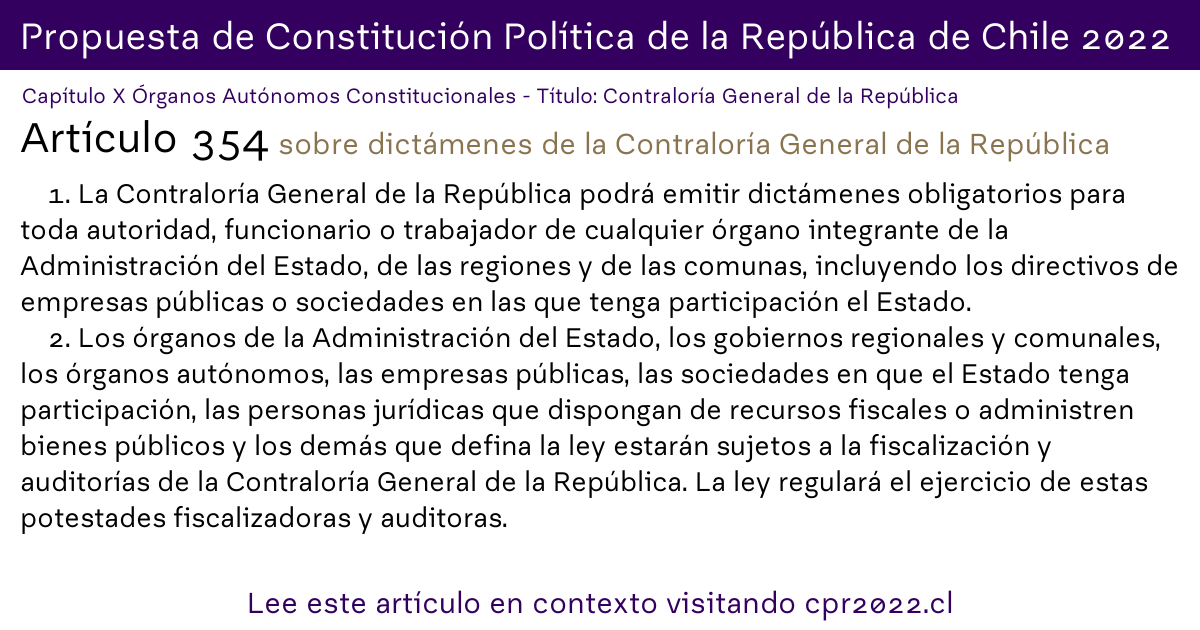 Propuesta de Constitución Política de la República de Chile 2022
Capítulo X Órganos Autónomos Constitucionales - Título: Contraloría General de la República
Artículo 354 sobre dictámenes de la Contraloría General de la República
1. La Contraloría General de la República podrá emitir dictámenes obligatorios para
toda autoridad, funcionario o trabajador de cualquier órgano integrante de la
Administración del Estado, de las regiones y de las comunas, incluyendo los directivos de
empresas públicas o sociedades en las que tenga participación el Estado.
2. Los órganos de la Administración del Estado, los gobiernos regionales y comunales,
los órganos autónomos, las empresas públicas, las sociedades en que el Estado tenga
participación, las personas jurídicas que dispongan de recursos fiscales o administren
bienes públicos y los demás que defina la ley estarán sujetos a la fiscalización y
auditorías de la Contraloría General de la República. La ley regulará el ejercicio de estas
potestades fiscalizadoras y auditoras.
Lee este artículo en contexto visitando cpr2022.cl